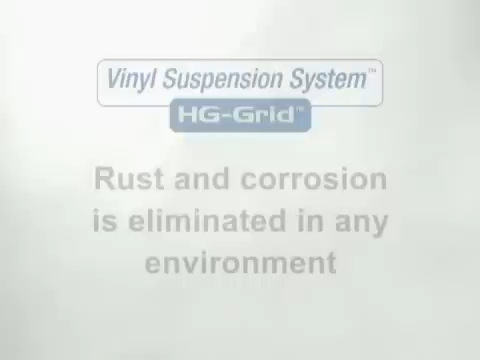 Vinyl Suspension System™
HG-Grid™
Rust and corrosion
is eliminated in any
environment